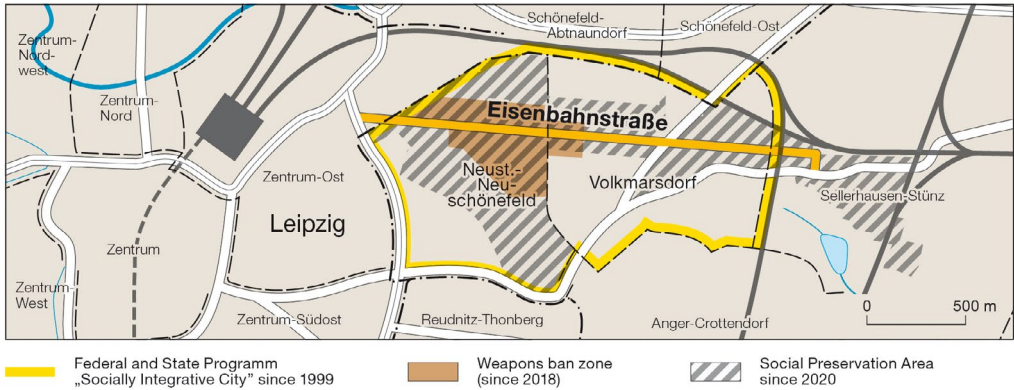 Schönefeld-
Abtnaundorf
Schönefeld-Ost
Zentrum-
Nord-
west
Zentrum-
Nord
Eisenbahnstraße
Zentrum-Ost
Neust.-
Neu-
schönefeld
Volkmarsdorf
Sellerhausen-Stünz
Leipzig
Zentrum
Zentrum-
West
Zentrum-Südost
Reudnitz-Thonberg
Anger-Crottendorf
0 500 m
Federal and State Programm
„Socially Integrative City” since 1999
Weapons ban zone
(since 2018)
Social Preservation Area
since 2020